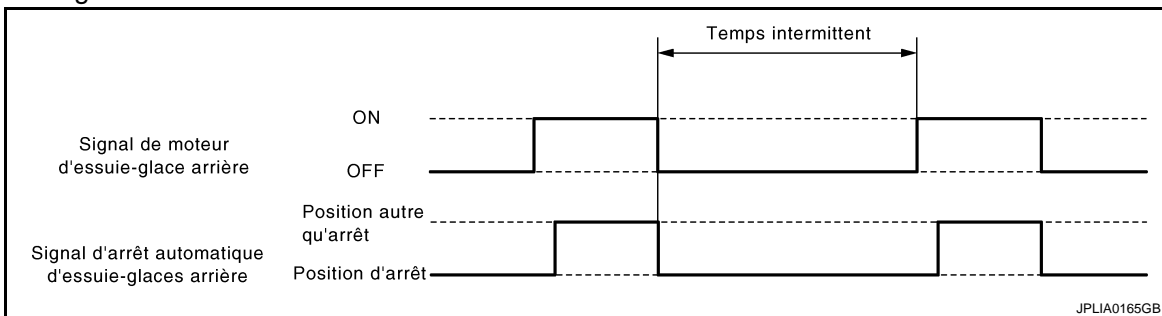 Temps intermittent
ON
Signal de moteur
d'essuie-glace arrière
OFF
Position autre
qu'arrêt
Signal d'arrêt automatique
d'essuie-glaces arrière
Position d'arrêt
JPLIA0165GB